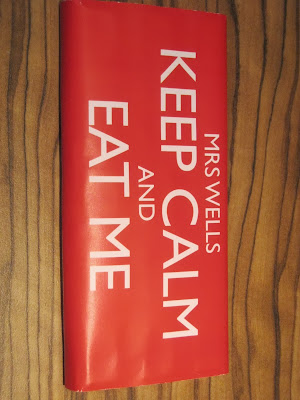 MRS WELLS
KEEP CALM
AND
EAT ME